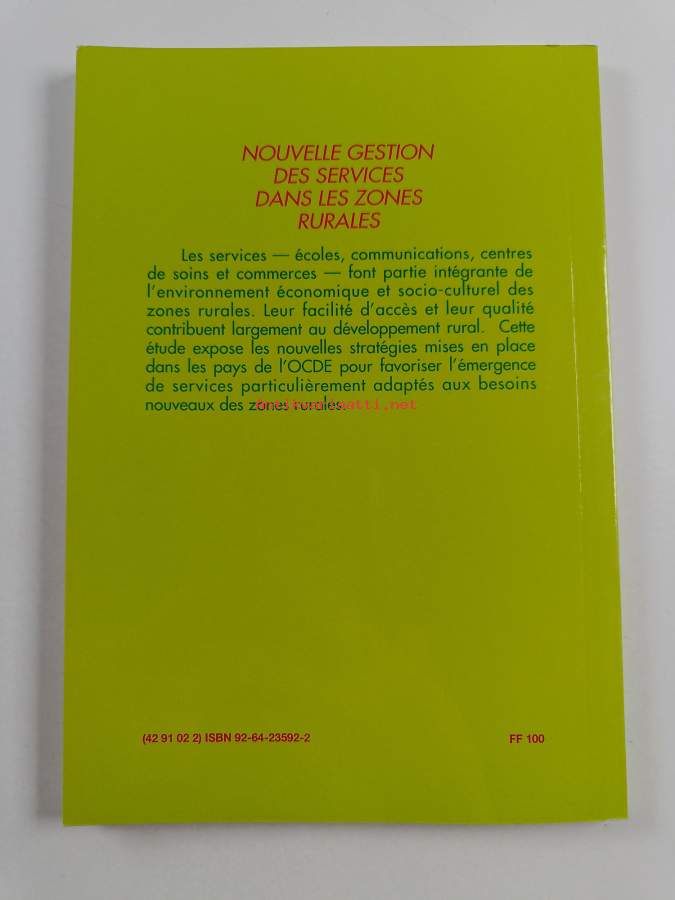 NOUVELLE GESTION
DES SERVICES
DANS LES ZONES
RURALES
Les services — écoles, communications, centres
de soins et commerces — font partie intégrante de
l'environnement économique et socio-culturel des
zones rurales. Leur facilité d'accès et leur qualité
contribuent largement au développement rural. Cette
étude expose les nouvelles stratégies mises en place
dans les pays de l'OCDE pour favoriser l'émergence
de services particulièrement adaptés aux besoins
nouveaux des zones rurales.
Antikvariaatti.net
(42 91 02 2) ISBN 92-64-23592-2
FF 100